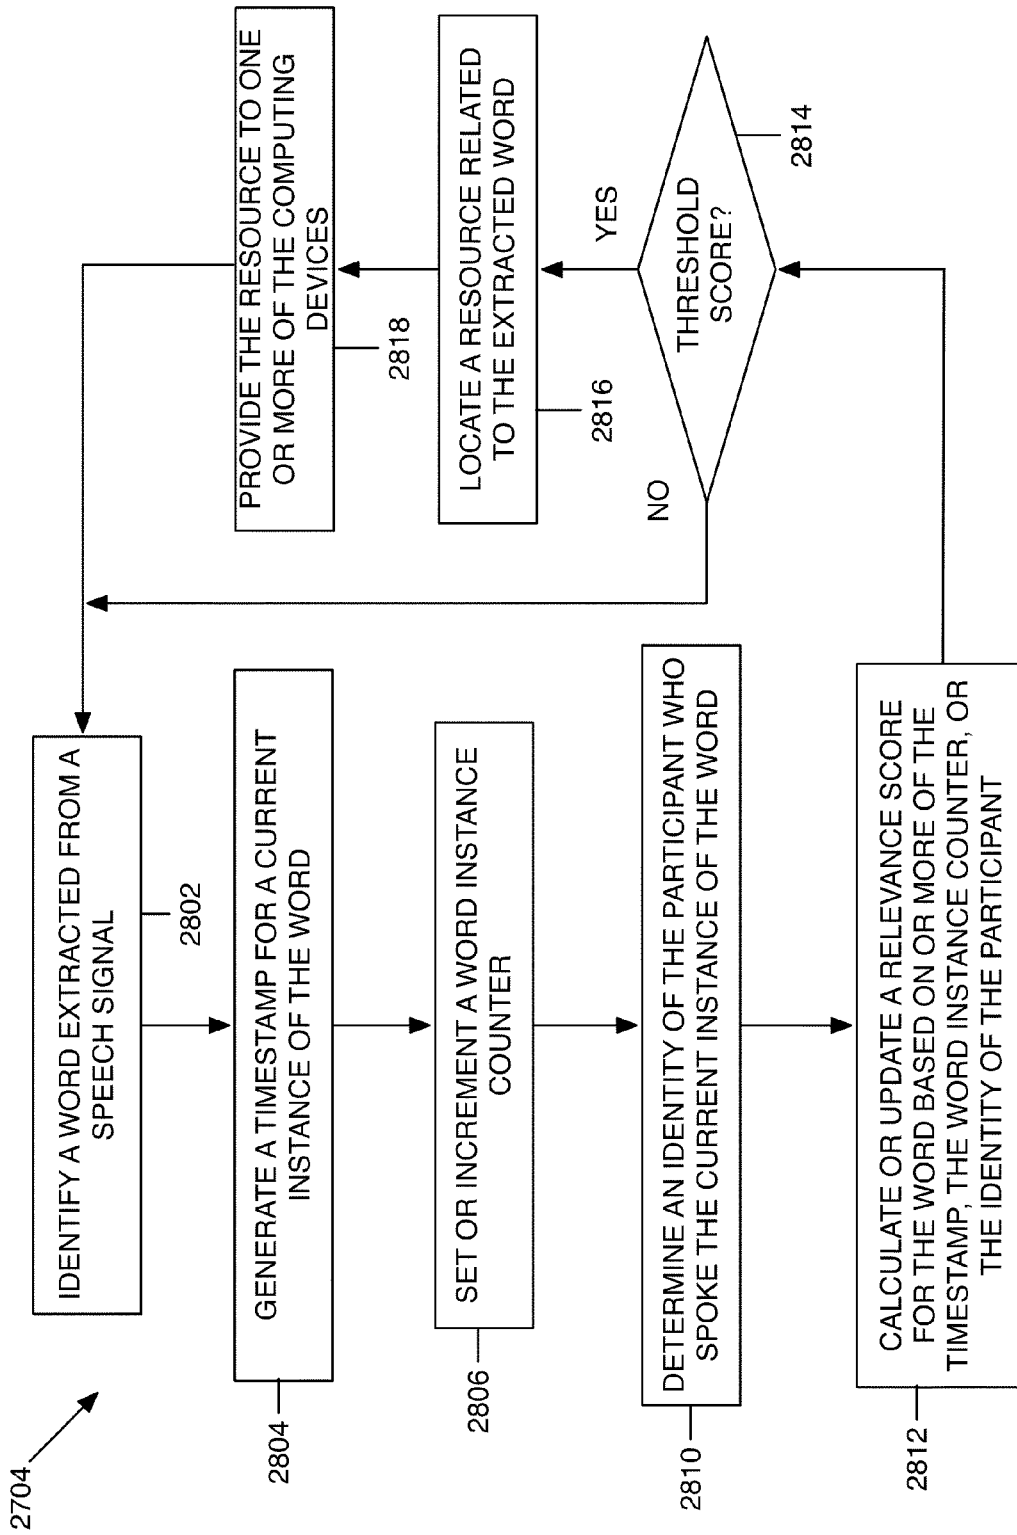 2704
IDENTIFY A WORD EXTRACTED FROM A
SPEECH SIGNAL
2802
GENERATE A TIMESTAMP FOR A CURRENT
INSTANCE OF THE WORD
2804
SET OR INCREMENT A WORD INSTANCE
COUNTER
2806
DETERMINE AN IDENTITY OF THE PARTICIPANT WHO
SPOKE THE CURRENT INSTANCE OF THE WORD
2810
CALCULATE OR UPDATE A RELEVANCE SCORE
FOR THE WORD BASED ON OR MORE OF THE
TIMESTAMP, THE WORD INSTANCE COUNTER, OR
THE IDENTITY OF THE PARTICIPANT
2812
THRESHOLD
SCORE?
2814
NO
YES
LOCATE A RESOURCE RELATED
TO THE EXTRACTED WORD
2816
PROVIDE THE RESOURCE TO ONE
OR MORE OF THE COMPUTING
DEVICES
2818